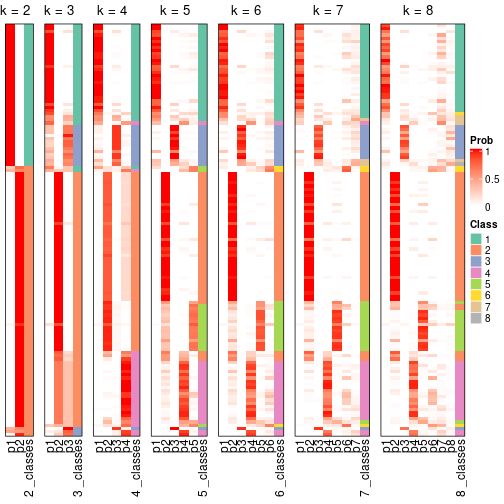 k = 2 k = 3 k = 4 k = 5 k = 6 k = 7 k = 8
Prob
1
0.5
0
Class
1
2
3
4
5
6
7
8
p1 p2 2_classes p1 p2 p3 3_classes p1 p2 p3 p4 4_classes p1 p2 p3 p4 p5 5_classes p1 p2 p3 p4 p5 p6 6_classes p1 p2 p3 p4 p5 p6 p7 7_classes p1 p2 p3 p4 p5 p6 p7 p8 8_classes